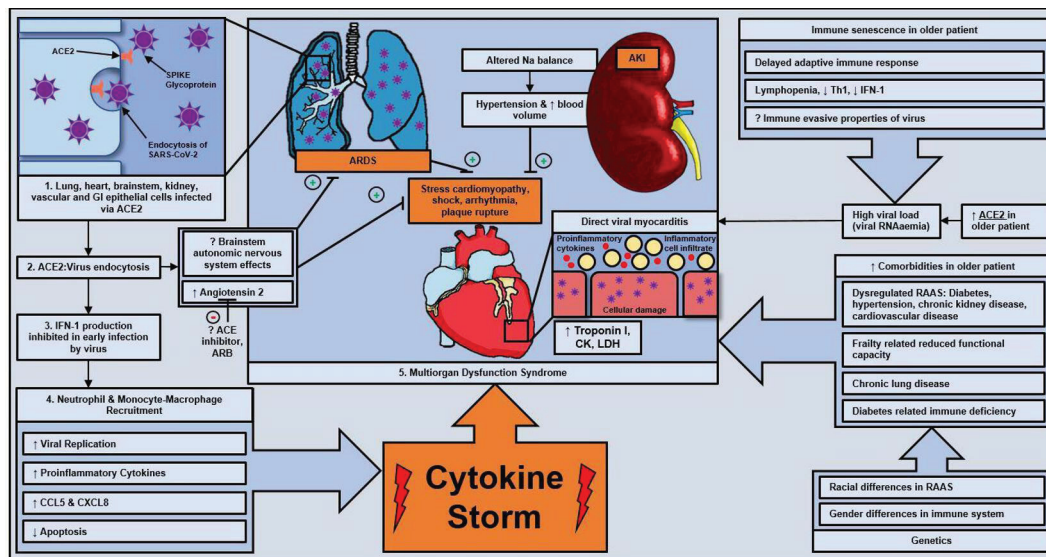 ACE2
SPIKE
Glycoprotein
Endocytosis of
SARS-CoV-2
1. Lung, heart, brainstem, kidney,
vascular and GI epithelial cells infected
via ACE2
2. ACE2:Virus endocytosis
3. IFN-1 production
inhibited in early infection
by virus
4. Neutrophil & Monocyte-Macrophage
Recruitment
↑ Viral Replication
↑ Proinflammatory Cytokines
↑ CCL5 & CXCL8
↓ Apoptosis
? Brainstem
autonomic nervous
system effects
↑ Angiotensin 2
? ACE
inhibitor,
ARB
ARDS
Altered Na balance
Hypertension & ↑ blood
volume
AKI
Stress cardiomyopathy,
shock, arrhythmia,
plaque rupture
Direct viral myocarditis
Proinflammatory
cytokines
Inflammatory
cell infiltrate
Cellular damage
↑ Troponin I,
CK, LDH
5. Multiorgan Dysfunction Syndrome
Cytokine
Storm
Immune senescence in older patient
Delayed adaptive immune response
Lymphopenia, ↓ Th1, ↓ IFN-1
? Immune evasive properties of virus
High viral load
(viral RNAaemia)
↑ ACE2 in
older patient
↑ Comorbidities in older patient
Dysregulated RAAS: Diabetes,
hypertension, chronic kidney disease,
cardiovascular disease
Frailty related reduced functional
capacity
Chronic lung disease
Diabetes related immune deficiency
Racial differences in RAAS
Gender differences in immune system
Genetics